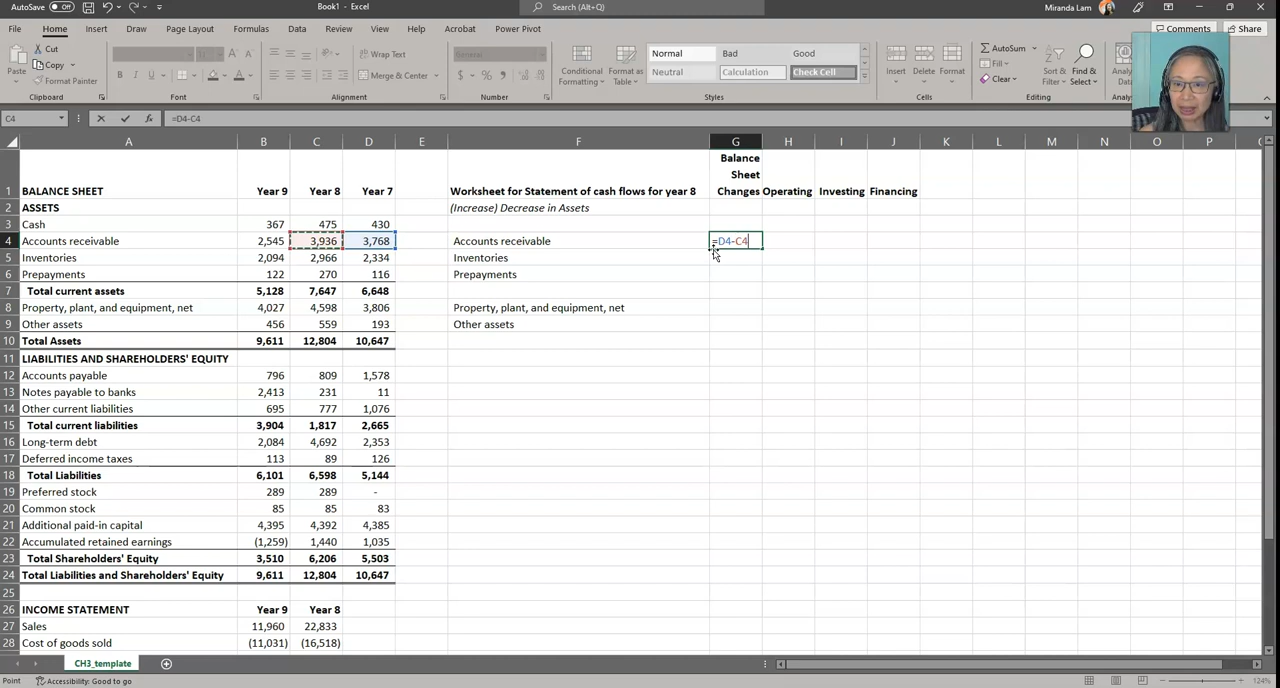 AutoSave Off Book1 - Excel Search (Alt+Q) Miranda Lam
File Home Insert Draw Page Layout Formulas Data Review View Help Acrobat Power Pivot Comments Share
Cut General Wrap Text Normal Bad Good AutoSum
Copy Fill
Paste Format Painter B I U Merge & Center $ % Conditional Formatting Format as Table Neutral Calculation Check Cell Insert Delete Format Clear Sort & Filter Find & Select
Clipboard Font Alignment Number Styles Cells Editing
C4 fx =D4-C4
A B C D E F G H I J K L M N O P
1 BALANCE SHEET Year 9 Year 8 Year 7 Worksheet for Statement of cash flows for year 8 Balance Sheet Changes Operating Investing Financing
2 ASSETS (Increase) Decrease in Assets
3 Cash 367 475 430
4 Accounts receivable 2,545 3,936 3,768 Accounts receivable =D4-C4
5 Inventories 2,094 2,966 2,334 Inventories
6 Prepayments 122 270 116 Prepayments
7 Total current assets 5,128 7,647 6,648
8 Property, plant, and equipment, net 4,027 4,598 3,806 Property, plant, and equipment, net
9 Other assets 456 559 193 Other assets
10 Total Assets 9,611 12,804 10,647
11 LIABILITIES AND SHAREHOLDERS' EQUITY
12 Accounts payable 796 809 1,578
13 Notes payable to banks 2,413 231 11
14 Other current liabilities 695 777 1,076
15 Total current liabilities 3,904 1,817 2,665
16 Long-term debt 2,084 4,692 2,353
17 Deferred income taxes 113 89 126
18 Total Liabilities 6,101 6,598 5,144
19 Preferred stock 289 289 -
20 Common stock 85 85 83
21 Additional paid-in capital 4,395 4,392 4,385
22 Accumulated retained earnings (1,259) 1,440 1,035
23 Total Shareholders' Equity 3,510 6,206 5,503
24 Total Liabilities and Shareholders' Equity 9,611 12,804 10,647
25
26 INCOME STATEMENT Year 9 Year 8
27 Sales 11,960 22,833
28 Cost of goods sold (11,031) (16,518)
CH3_template
Point Accessibility: Good to go 124%